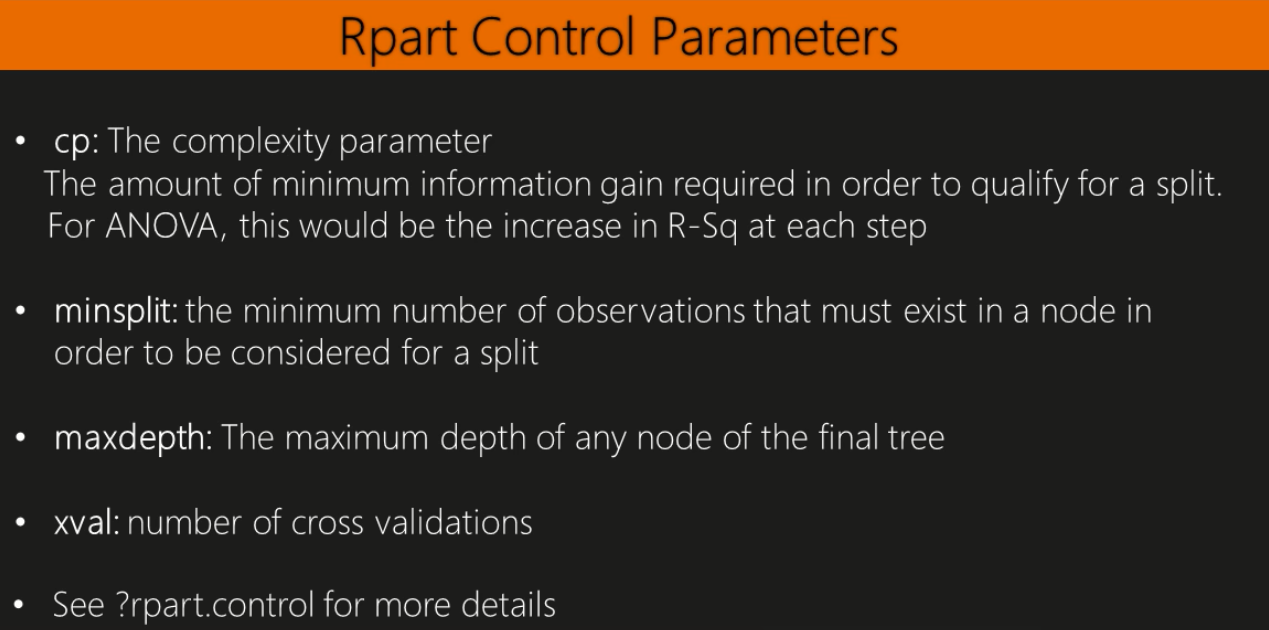 Rpart Control Parameters
• cp: The complexity parameter
The amount of minimum information gain required in order to qualify for a split.
For ANOVA, this would be the increase in R-Sq at each step
• minsplit: the minimum number of observations that must exist in a node in
order to be considered for a split
• maxdepth: The maximum depth of any node of the final tree
• xval: number of cross validations
• See ?rpart.control for more details